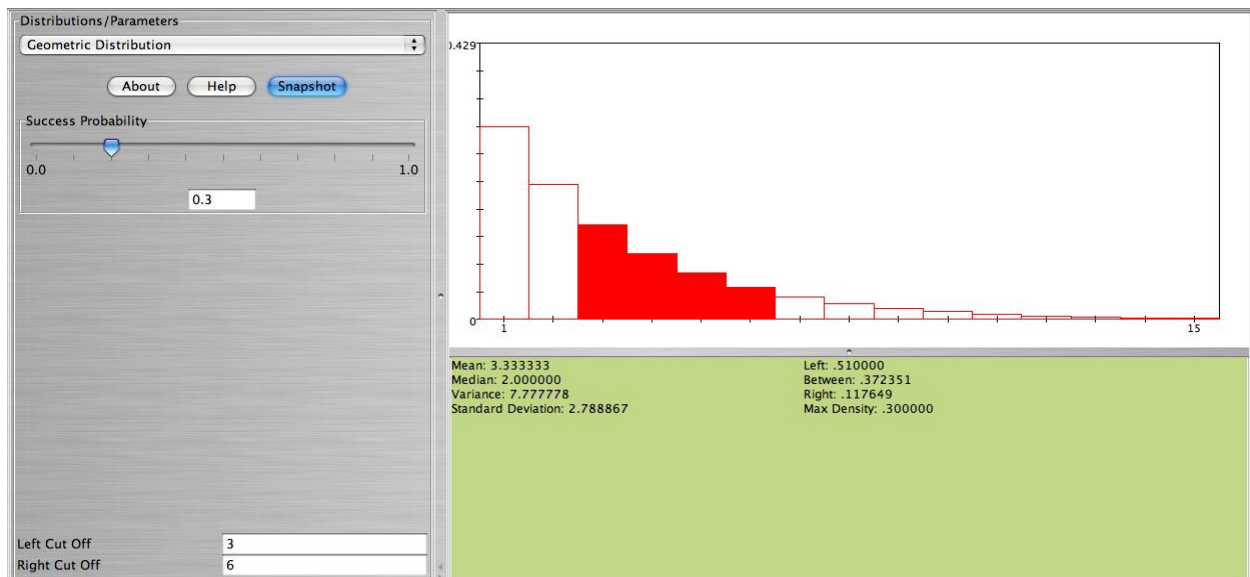 Distributions/Parameters
Geometric Distribution
About Help Snapshot
Success Probability
0.0 1.0
0.3
Left Cut Off 3
Right Cut Off 6
0.429
0 1 15
Mean: 3.333333 Left: .510000
Median: 2.000000 Between: .372351
Variance: 7.777778 Right: .117649
Standard Deviation: 2.788867 Max Density: .300000